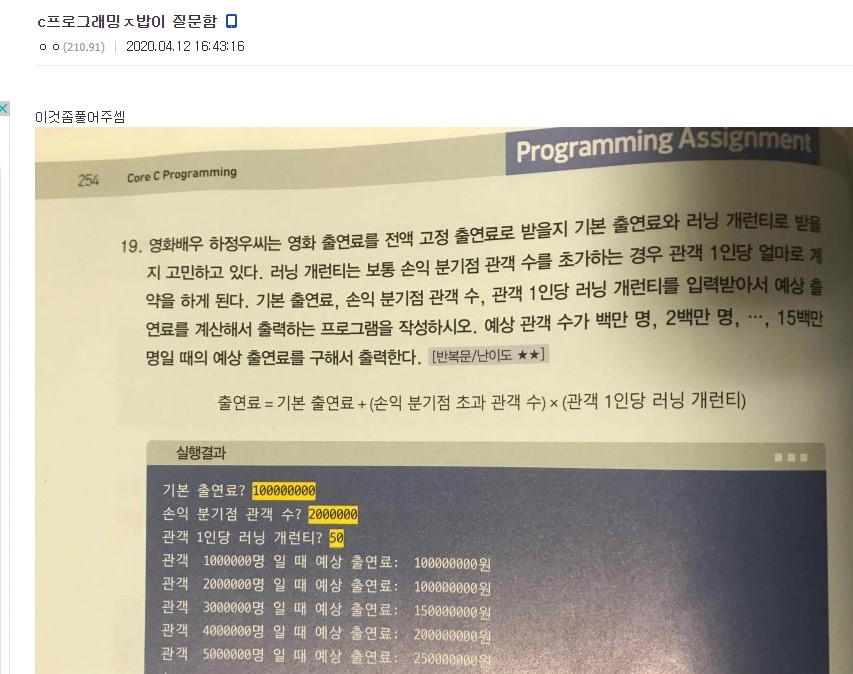 c프로그래밍ㅈ밥이 질문함
ㅇㅇ(210.91) 2020.04.12 16:43:16
이것좀풀어주셈
Programming Assignment
254 Core C Programming
19. 영화배우 하정우씨는 영화 출연료를 전액 고정 출연료로 받을지 기본 출연료와 러닝 개런티로 받을
지 고민하고 있다. 러닝 개런티는 보통 손익 분기점 관객 수를 초가하는 경우 관객 1인당 얼마로 계
약을 하게 된다. 기본 출연료, 손익 분기점 관객 수, 관객 1인당 러닝 개런티를 입력받아서 예상 출
연료를 계산해서 출력하는 프로그램을 작성하시오. 예상 관객 수가 백만 명, 2백만 명, …, 15백만
명일 때의 예상 출연료를 구해서 출력한다. [반복문/난이도 ★★]
출연료 = 기본 출연료 + (손익 분기점 초과 관객 수) × (관객 1인당 러닝 개런티)
실행결과
기본 출연료? 100000000
손익 분기점 관객 수? 2000000
관객 1인당 러닝 개런티? 50
관객 1000000명 일 때 예상 출연료: 100000000원
관객 2000000명 일 때 예상 출연료: 100000000원
관객 3000000명 일 때 예상 출연료: 150000000원
관객 4000000명 일 때 예상 출연료: 200000000원
관객 5000000명 일 때 예상 출연료: 250000000원